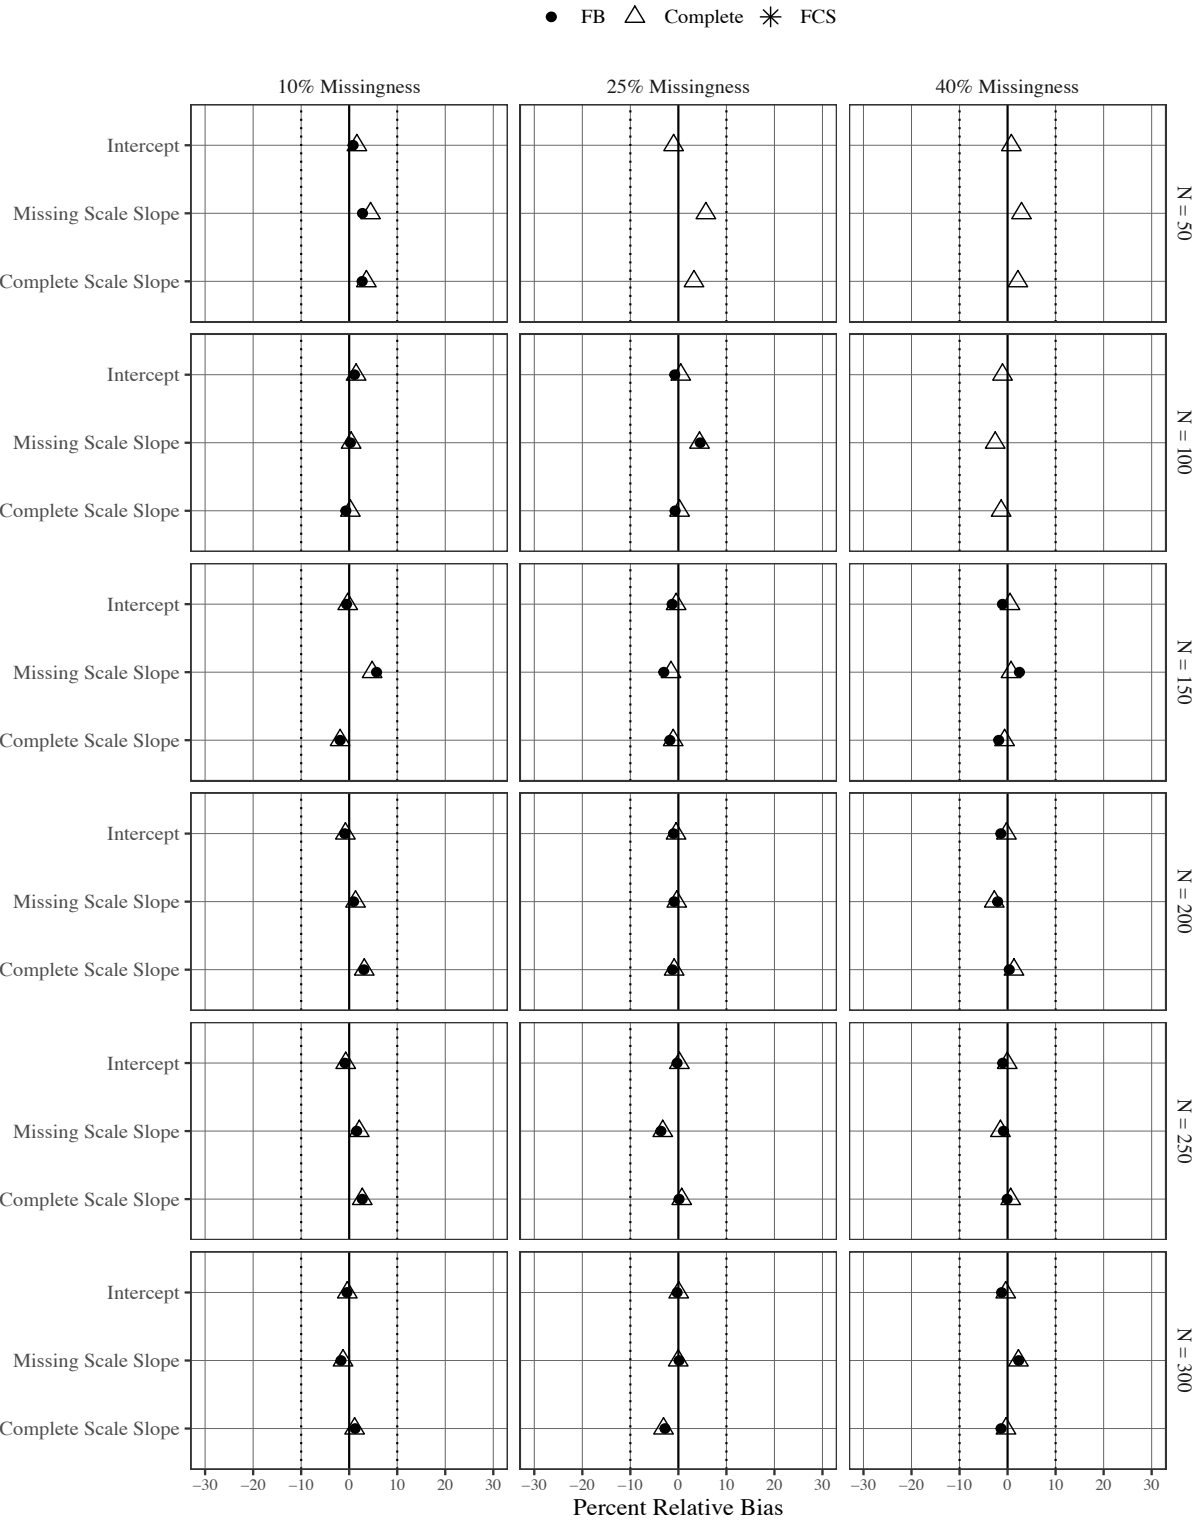 FB Complete FCS
10% Missingness 25% Missingness 40% Missingness
Intercept
Missing Scale Slope
Complete Scale Slope
N = 50
Intercept
Missing Scale Slope
Complete Scale Slope
N = 100
Intercept
Missing Scale Slope
Complete Scale Slope
N = 150
Intercept
Missing Scale Slope
Complete Scale Slope
N = 200
Intercept
Missing Scale Slope
Complete Scale Slope
N = 250
Intercept
Missing Scale Slope
Complete Scale Slope
N = 300
−30 −20 −10 0 10 20 30 −30 −20 −10 0 10 20 30 −30 −20 −10 0 10 20 30
Percent Relative Bias